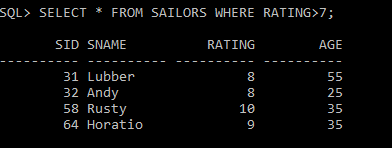 SQL> SELECT * FROM SAILORS WHERE RATING>7;
SID SNAME RATING AGE
---------- ---------- ---------- ----------
31 Lubber 8 55
32 Andy 8 25
58 Rusty 10 35
64 Horatio 9 35